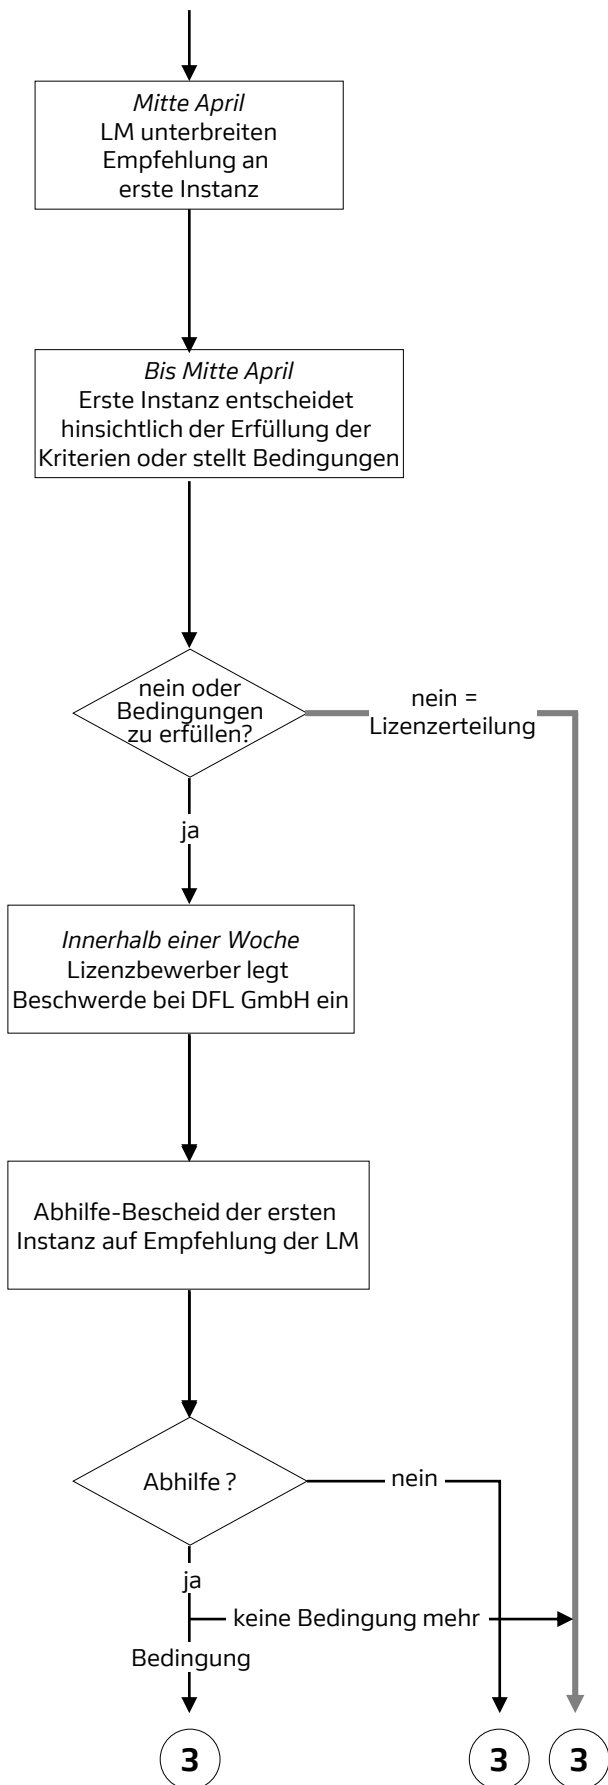 Mitte April
LM unterbreiten
Empfehlung an
erste Instanz
Bis Mitte April
Erste Instanz entscheidet
hinsichtlich der Erfüllung der
Kriterien oder stellt Bedingungen
nein oder
Bedingungen
zu erfüllen?
nein =
Lizenzerteilung
ja
Innerhalb einer Woche
Lizenzbewerber legt
Beschwerde bei DFL GmbH ein
Abhilfe-Bescheid der ersten
Instanz auf Empfehlung der LM
Abhilfe ?
nein
ja
keine Bedingung mehr
Bedingung
3
3
3